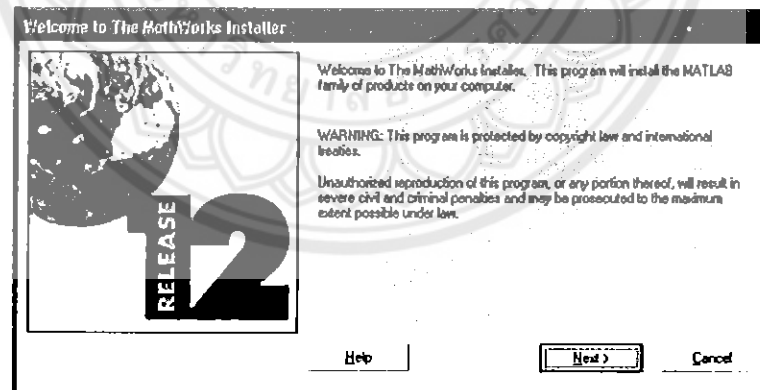 Welcome to The MathWorks Installer
Welcome to The MathWorks Installer. This program will install the MATLAB
family of products on your computer.
WARNING: This program is protected by copyright law and international
treaties.
Unauthorized reproduction of this program, or any portion thereof, will result in
severe civil and criminal penalties and may be prosecuted to the maximum
extent possible under law.
RELEASE
12
Help
Next >
Cancel